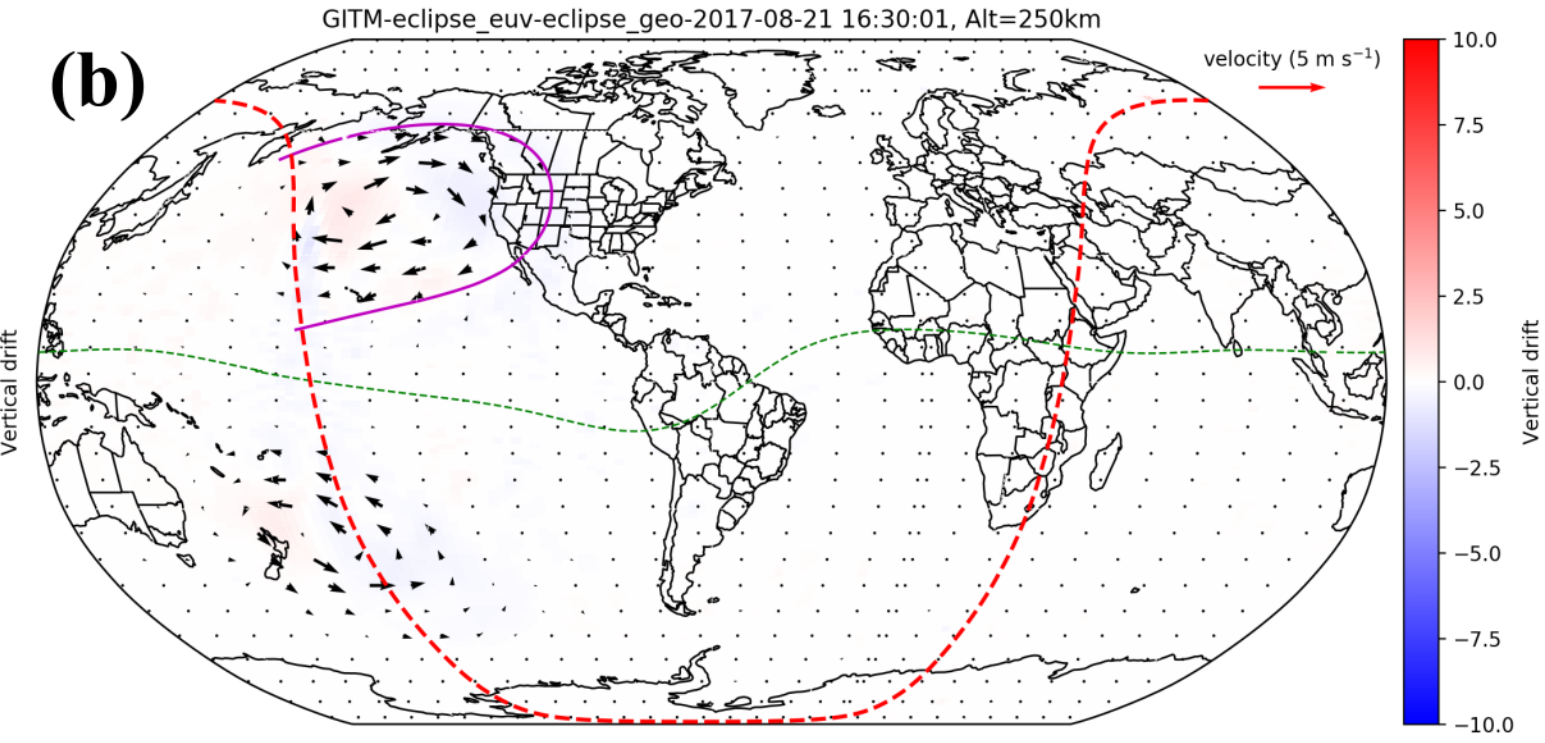 GITM-eclipse_euv-eclipse_geo-2017-08-21 16:30:01, Alt=250km
(b)
velocity (5 m s⁻¹)
Vertical drift
10.0
7.5
5.0
2.5
0.0
−2.5
−5.0
−7.5
−10.0
Vertical drift